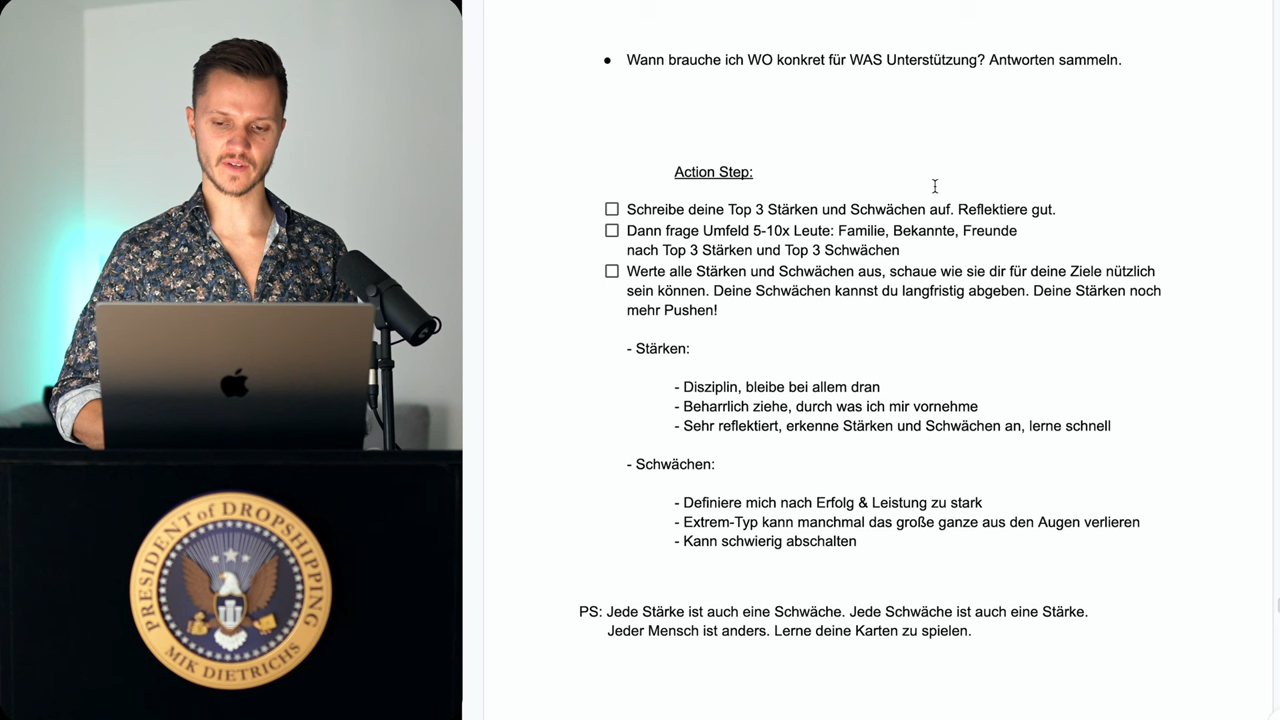 ● Wann brauche ich WO konkret für WAS Unterstützung? Antworten sammeln.
Action Step:
Schreibe deine Top 3 Stärken und Schwächen auf. Reflektiere gut.
Dann frage Umfeld 5-10x Leute: Familie, Bekannte, Freunde
nach Top 3 Stärken und Top 3 Schwächen
Werte alle Stärken und Schwächen aus, schaue wie sie dir für deine Ziele nützlich
sein können. Deine Schwächen kannst du langfristig abgeben. Deine Stärken noch
mehr Pushen!
- Stärken:
- Disziplin, bleibe bei allem dran
- Beharrlich ziehe, durch was ich mir vornehme
- Sehr reflektiert, erkenne Stärken und Schwächen an, lerne schnell
- Schwächen:
- Definiere mich nach Erfolg & Leistung zu stark
- Extrem-Typ kann manchmal das große ganze aus den Augen verlieren
- Kann schwierig abschalten
PS: Jede Stärke ist auch eine Schwäche. Jede Schwäche ist auch eine Stärke.
Jeder Mensch ist anders. Lerne deine Karten zu spielen.
PRESIDENT of DROPSHIPPING
MIK DIETRICHS